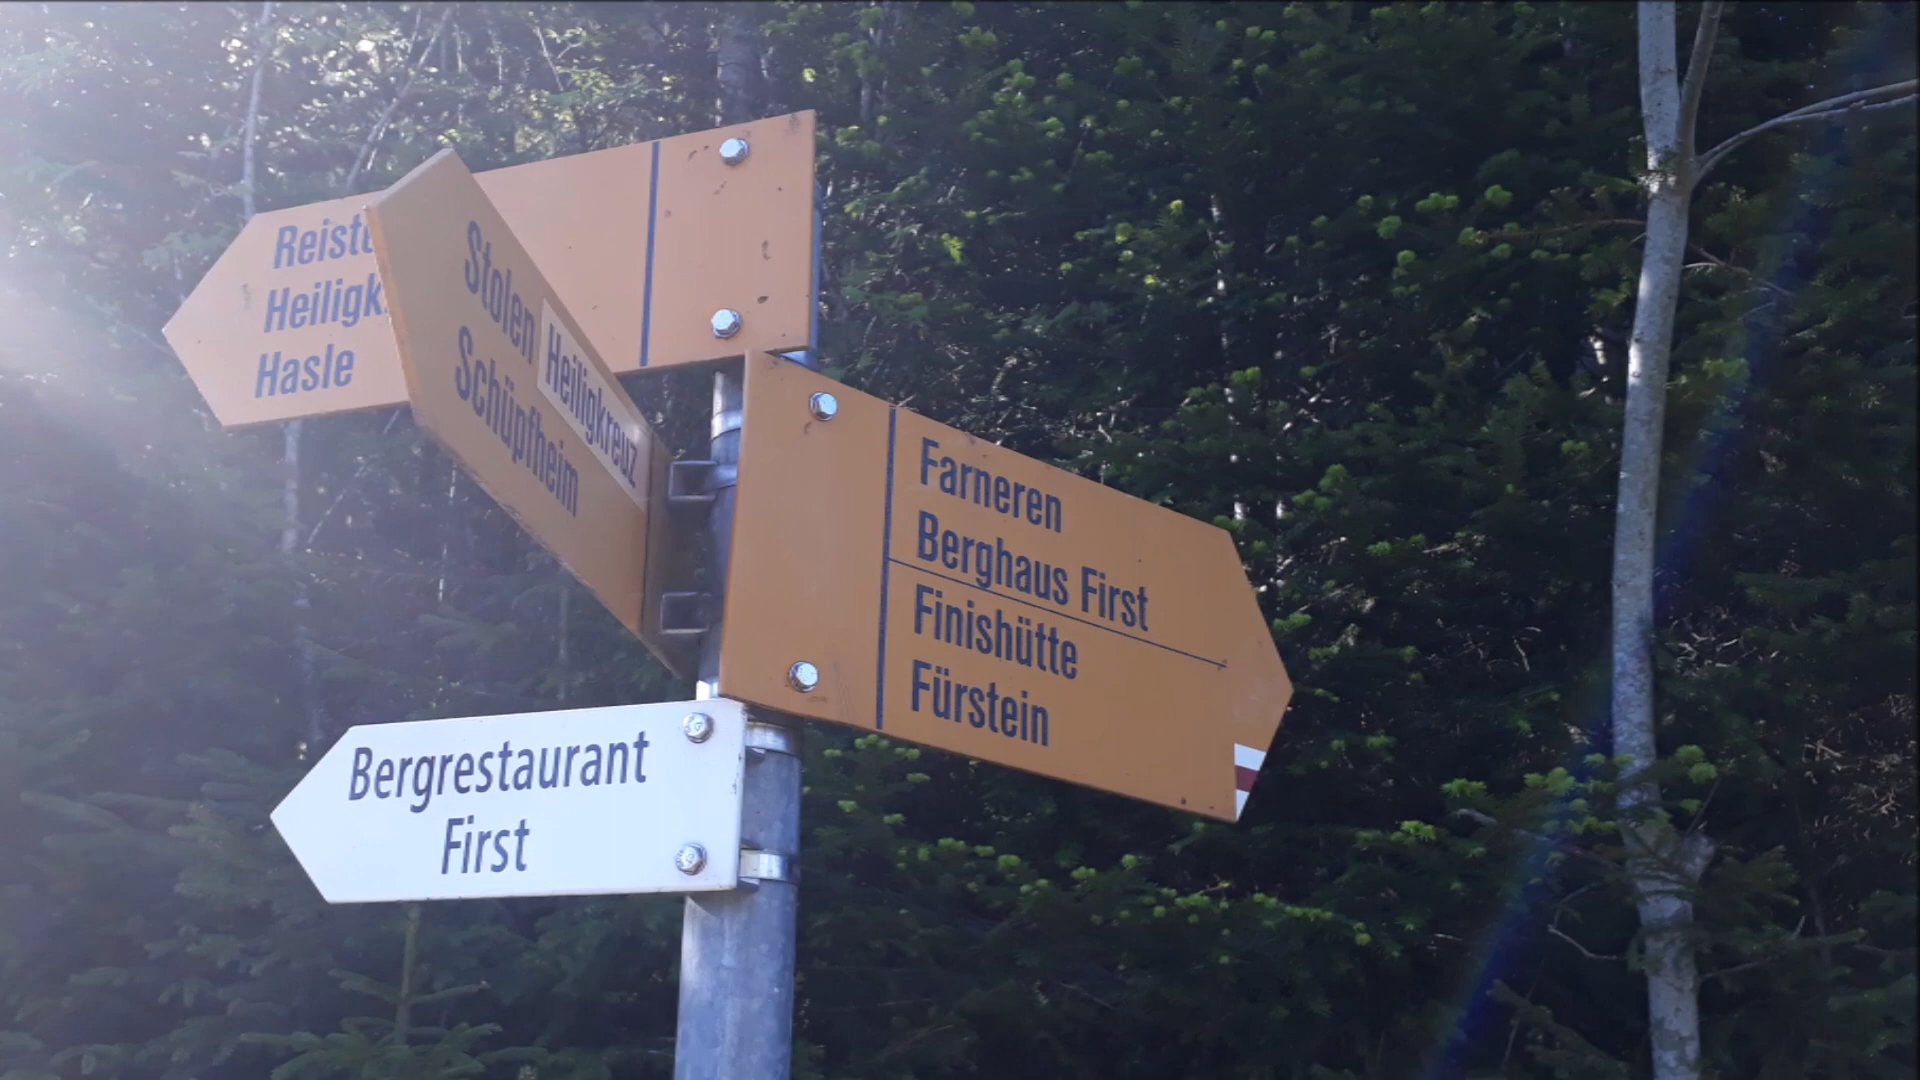 Hasle
Stolen Heiligkreuz
Schüpfheim
Farneren
Berghaus First
Finishütte
Fürstein
Bergrestaurant
First